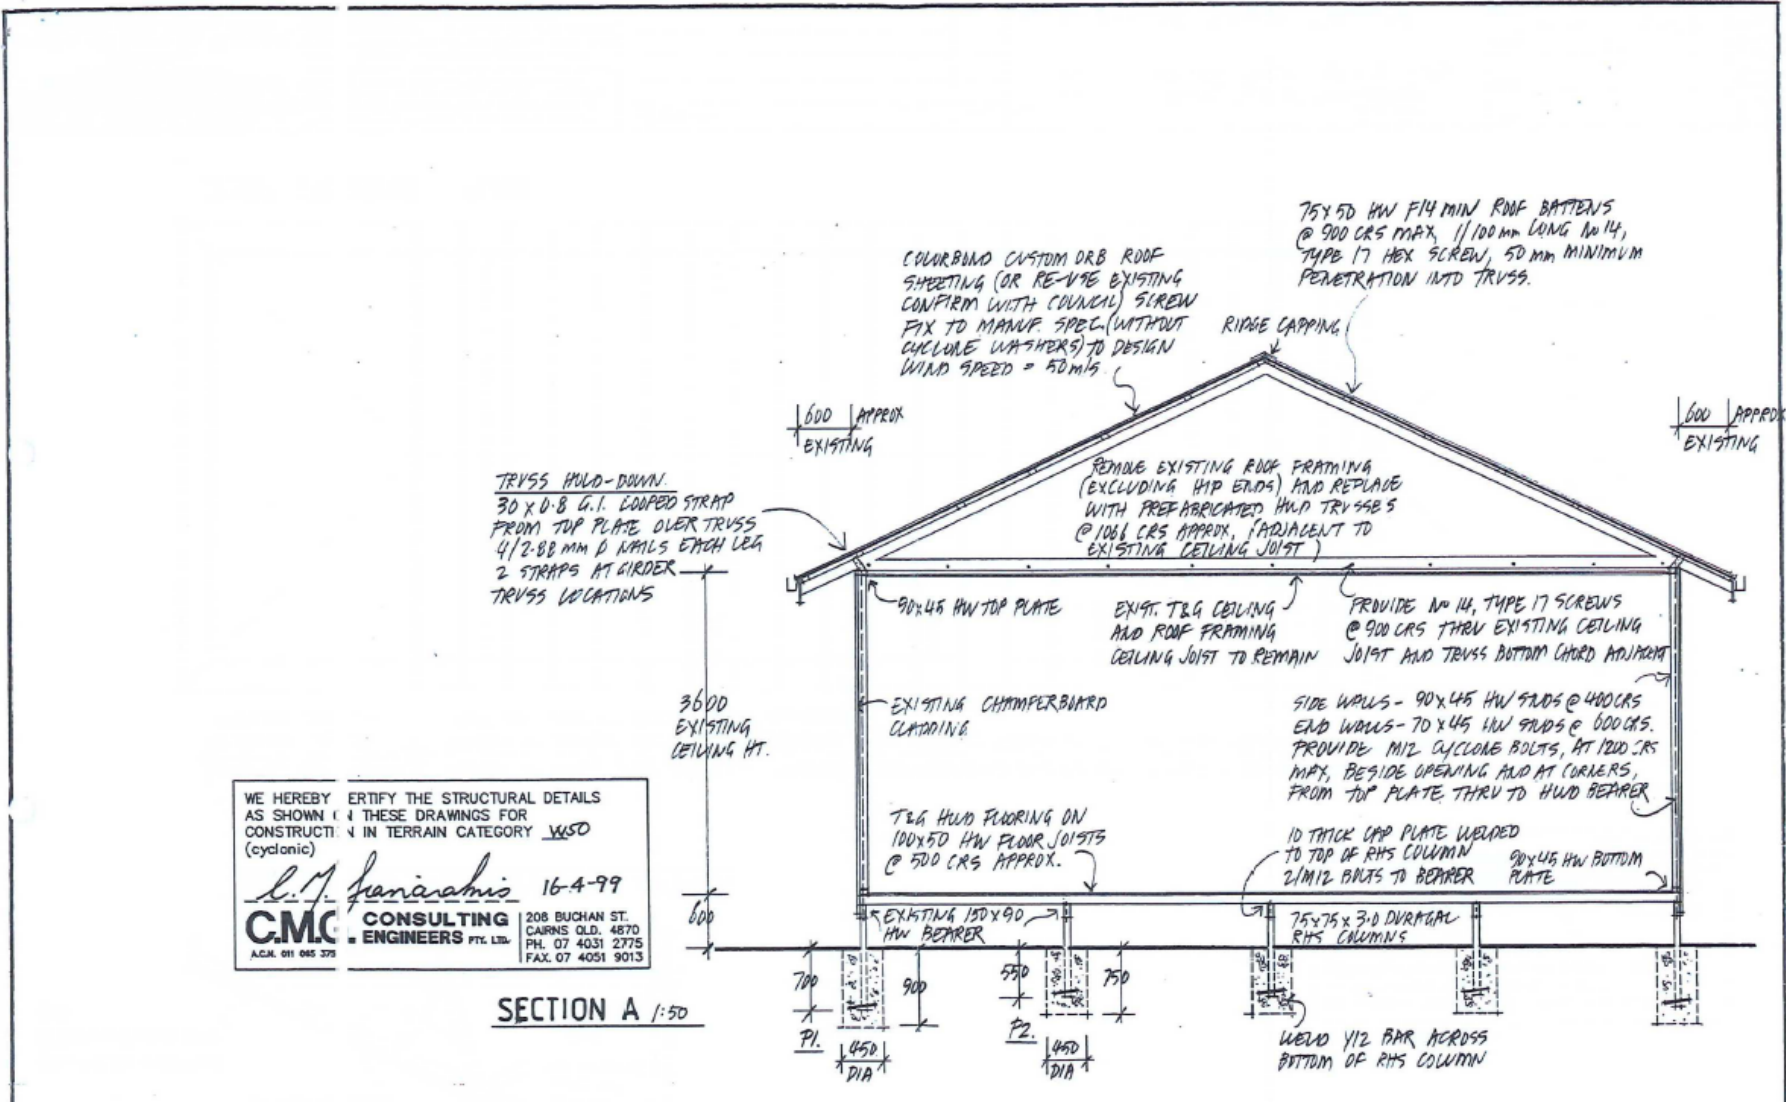 75x50 HW F14 MIN ROOF BATTENS
@ 900 CRS MAX, 1/100mm LONG No 14,
TYPE 17 HEX SCREW, 50mm MINIMUM
PENETRATION INTO TRUSS.
COLORBOND CUSTOM ORB ROOF
SHEETING (OR RE-USE EXISTING
CONFIRM WITH COUNCIL) SCREW
FIX TO MANUF. SPEC. (WITHOUT
CYCLONE WASHERS) TO DESIGN
WIND SPEED = 50m/s
RIDGE CAPPING
600 APPROX
EXISTING
600 APPROX
EXISTING
TRUSS HOLD-DOWN.
30 x 0.8 G.I. LOOPED STRAP
FROM TOP PLATE OVER TRUSS
4/2.88 mm Ø NAILS EACH LEG
2 STRAPS AT GIRDER
TRUSS LOCATIONS
REMOVE EXISTING ROOF FRAMING
(EXCLUDING HIP ENDS) AND REPLACE
WITH PREFABRICATED HWD TRUSSES
@ 1066 CRS APPROX, (ADJACENT TO
EXISTING CEILING JOIST)
90x45 HW TOP PLATE
EXIST. T&G CEILING
AND ROOF FRAMING
CEILING JOIST TO REMAIN
PROVIDE No 14, TYPE 17 SCREWS
@ 900 CRS THRU EXISTING CEILING
JOIST AND TRUSS BOTTOM CHORD ADJACENT
3600
EXISTING
CEILING HT.
EXISTING CHAMFERBOARD
CLADDING
SIDE WALLS - 90x45 HW STUDS @ 400 CRS
END WALLS - 70x45 HW STUDS @ 600 CRS.
PROVIDE M12 CYCLONE BOLTS, AT 1200 CRS
MAX, BESIDE OPENING AND AT CORNERS,
FROM TOP PLATE THRU TO HWD BEARER
T&G HWD FLOORING ON
100x50 HW FLOOR JOISTS
@ 500 CRS APPROX.
10 THICK CAP PLATE WELDED
TO TOP OF RHS COLUMN
2/M12 BOLTS TO BEARER
90x45 HW BOTTOM
PLATE
WE HEREBY ERTIFY THE STRUCTURAL DETAILS
AS SHOWN N THESE DRAWINGS FOR
CONSTRUCTI N IN TERRAIN CATEGORY W50
(cyclonic)
16-4-99
C.M.G. CONSULTING
ENGINEERS PTY. LTD.
A.C.N. 011 065 375
208 BUCHAN ST.
CAIRNS QLD. 4870
PH. 07 4031 2775
FAX. 07 4051 9013
600
EXISTING 150x90
HW BEARER
75x75x3.0 DURAGAL
RHS COLUMNS
700
900
550
750
P1.
450
DIA
P2.
450
DIA
WELD Y12 BAR ACROSS
BOTTOM OF RHS COLUMN
SECTION A 1:50